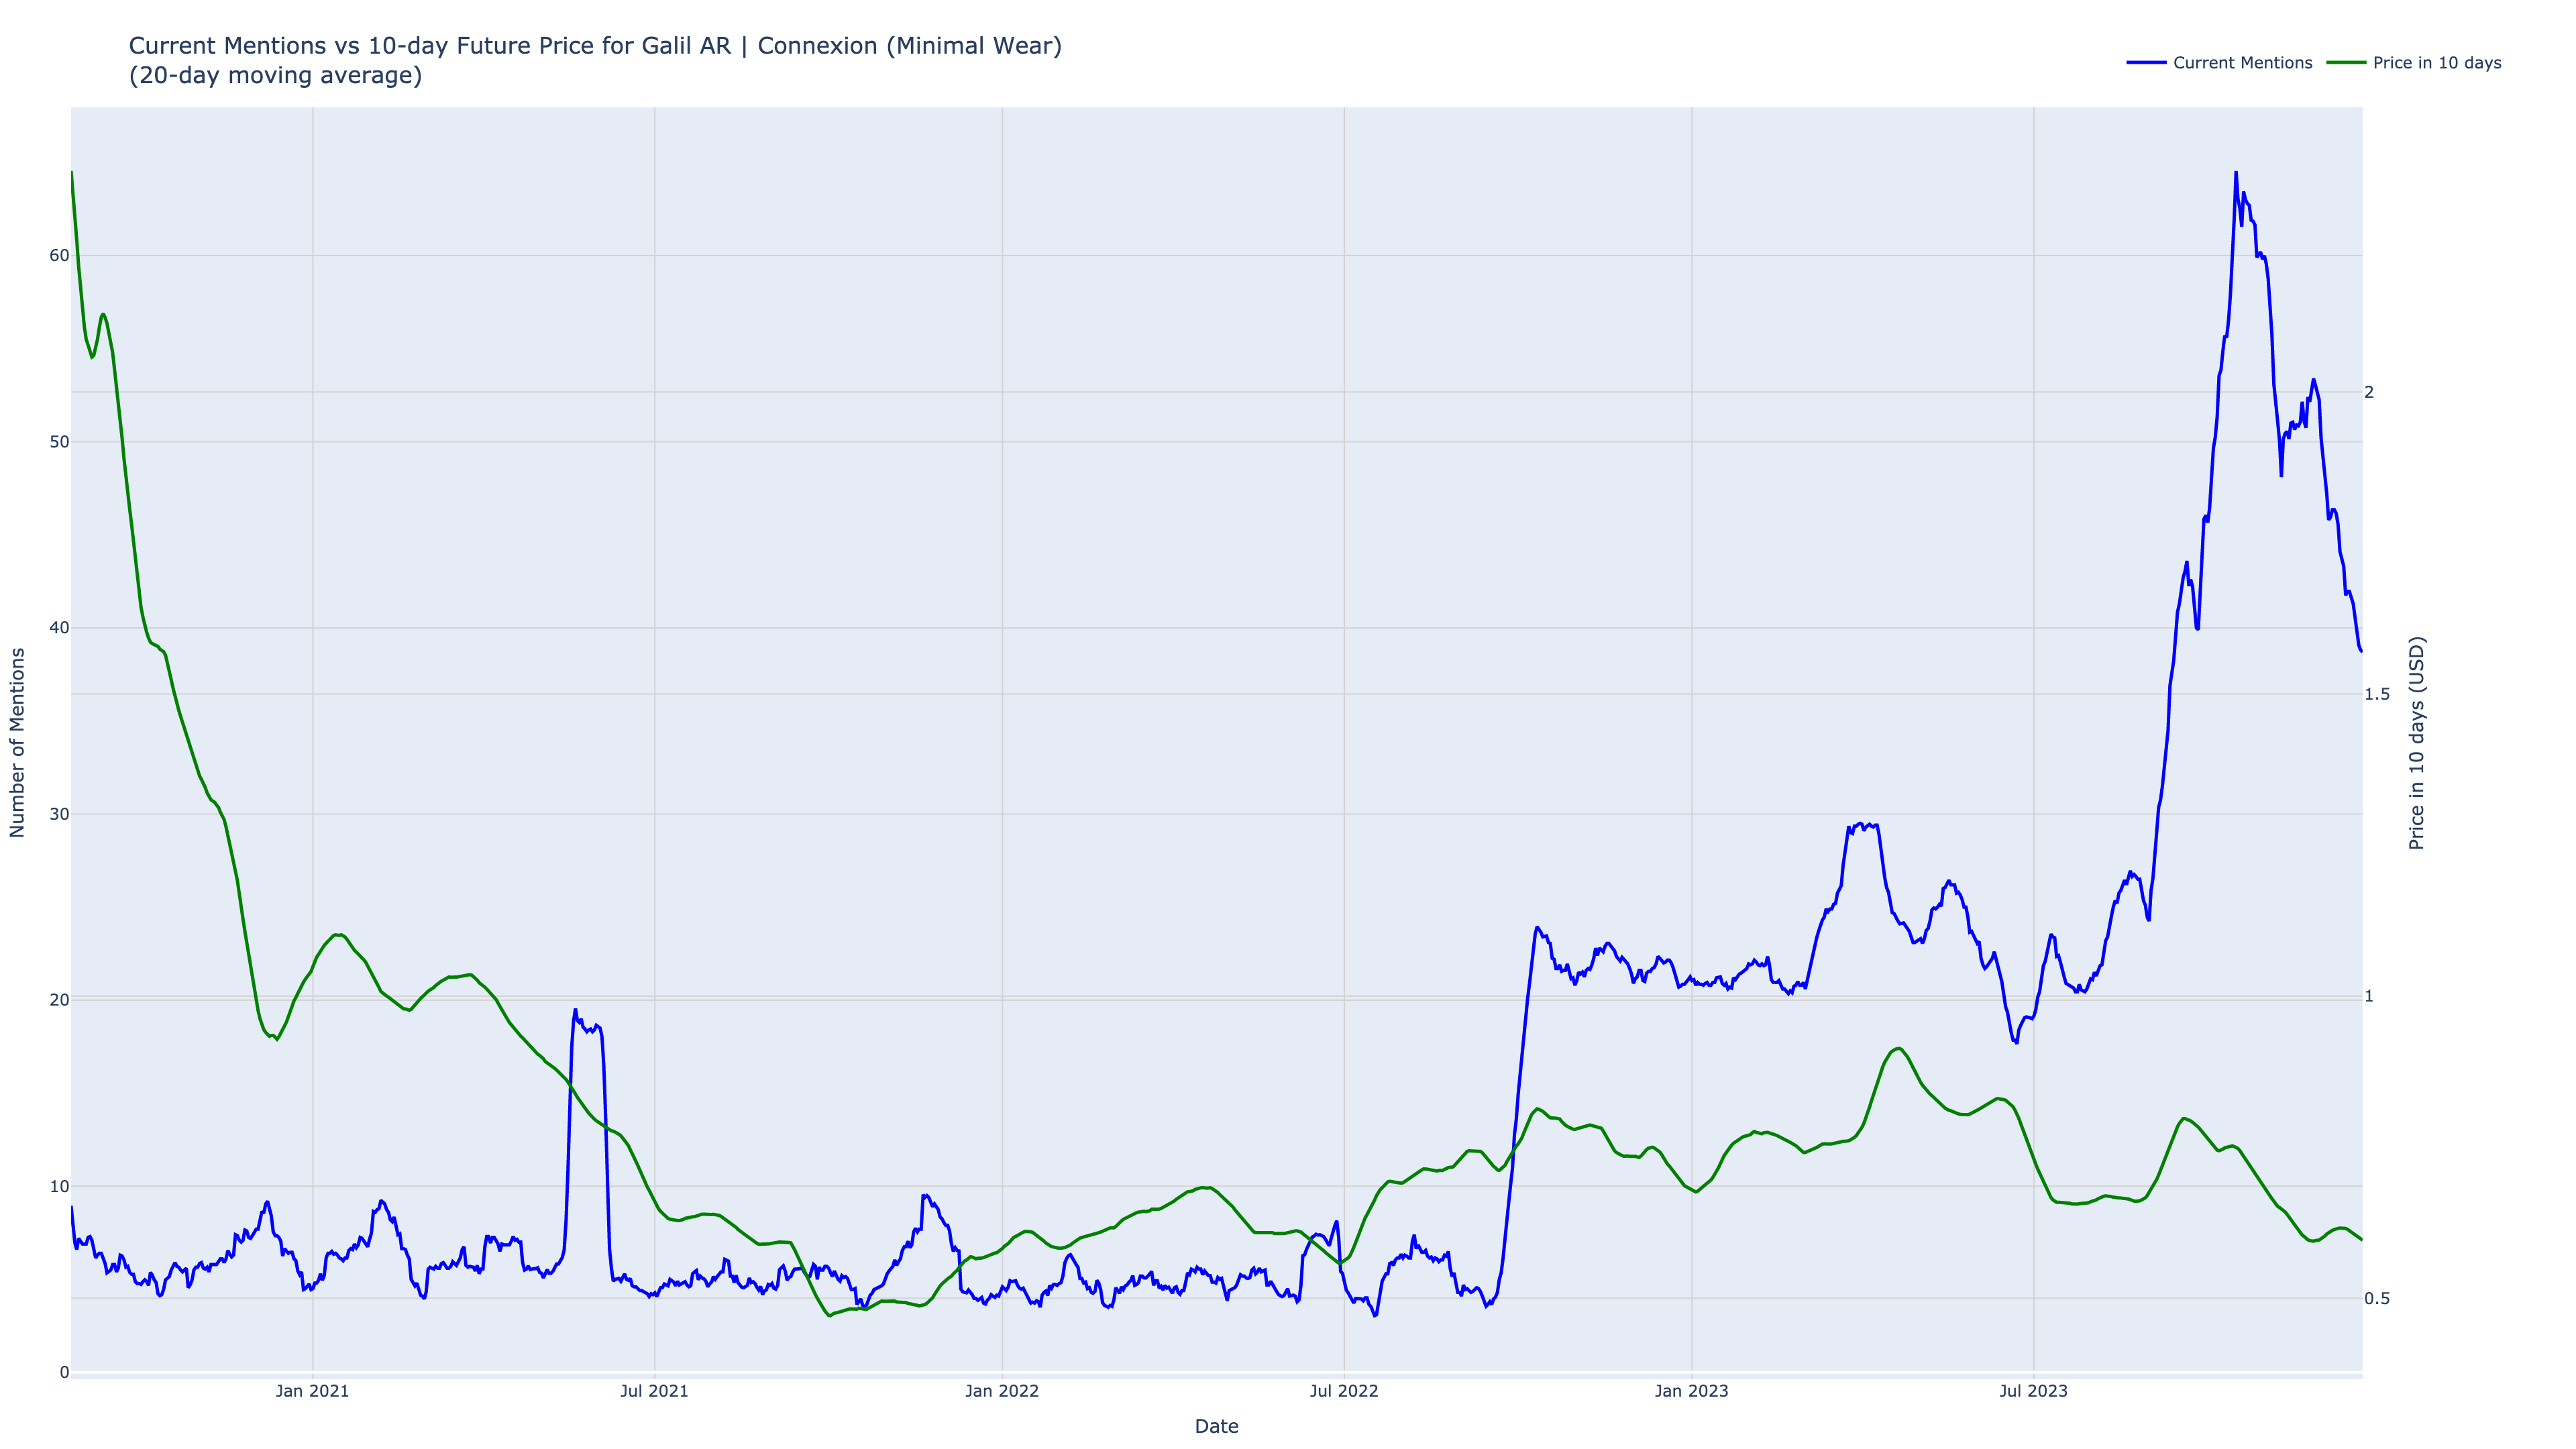 Current Mentions vs 10-day Future Price for Galil AR | Connexion (Minimal Wear)
(20-day moving average)
Current Mentions
Price in 10 days
Number of Mentions
60
50
40
30
20
10
0
2
1.5
1
0.5
Price in 10 days (USD)
Jan 2021
Jul 2021
Jan 2022
Jul 2022
Jan 2023
Jul 2023
Date